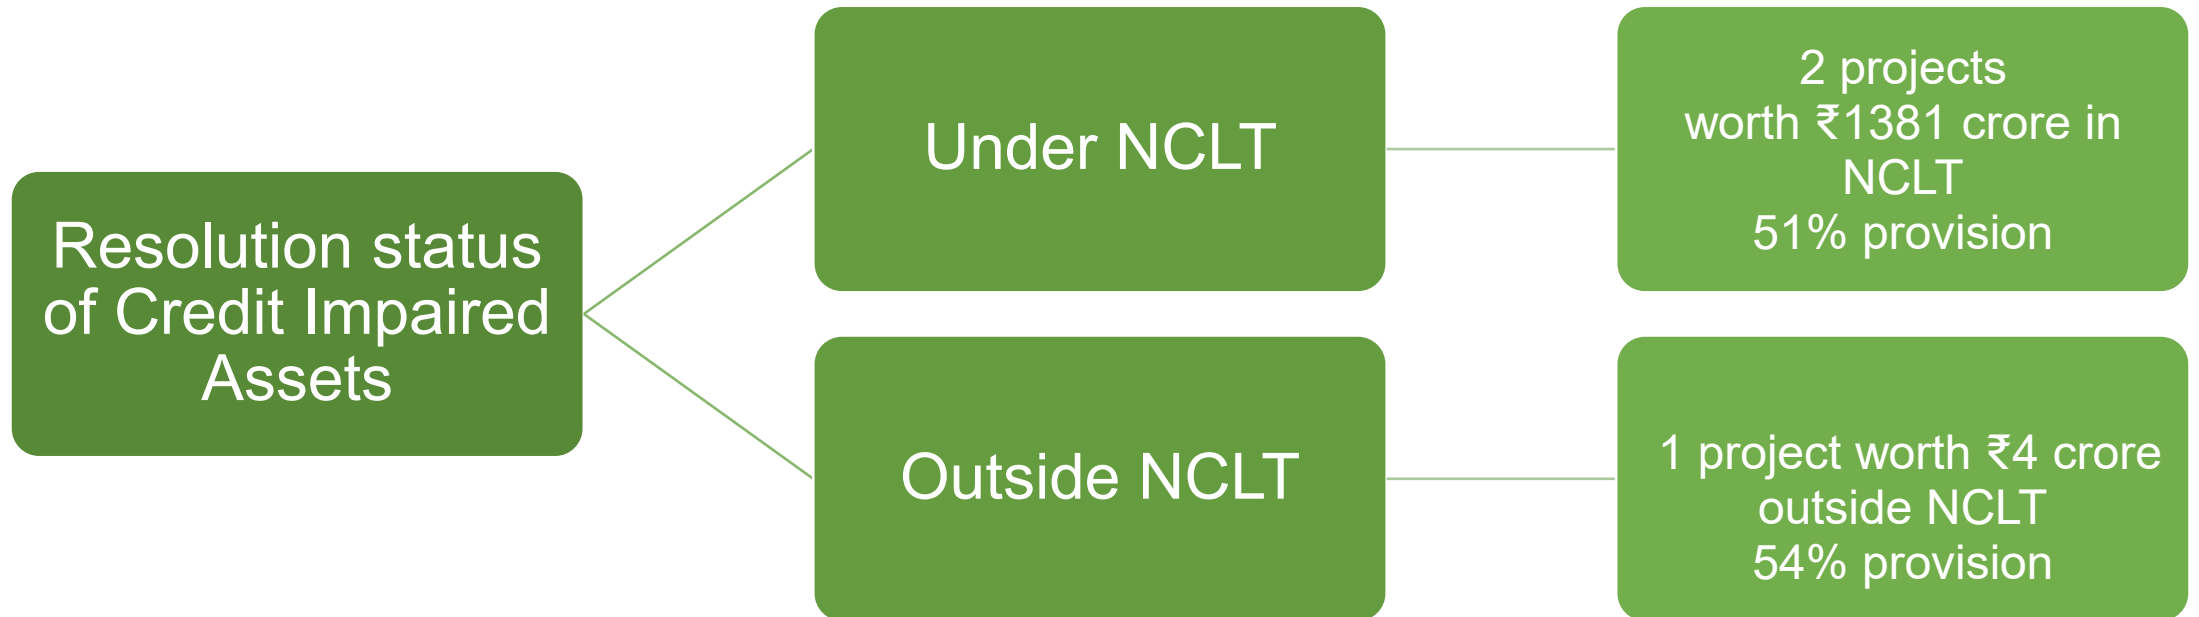 Resolution status
of Credit Impaired
Assets
Under NCLT
2 projects
worth ₹1381 crore in
NCLT
51% provision
Outside NCLT
1 project worth ₹4 crore
outside NCLT
54% provision